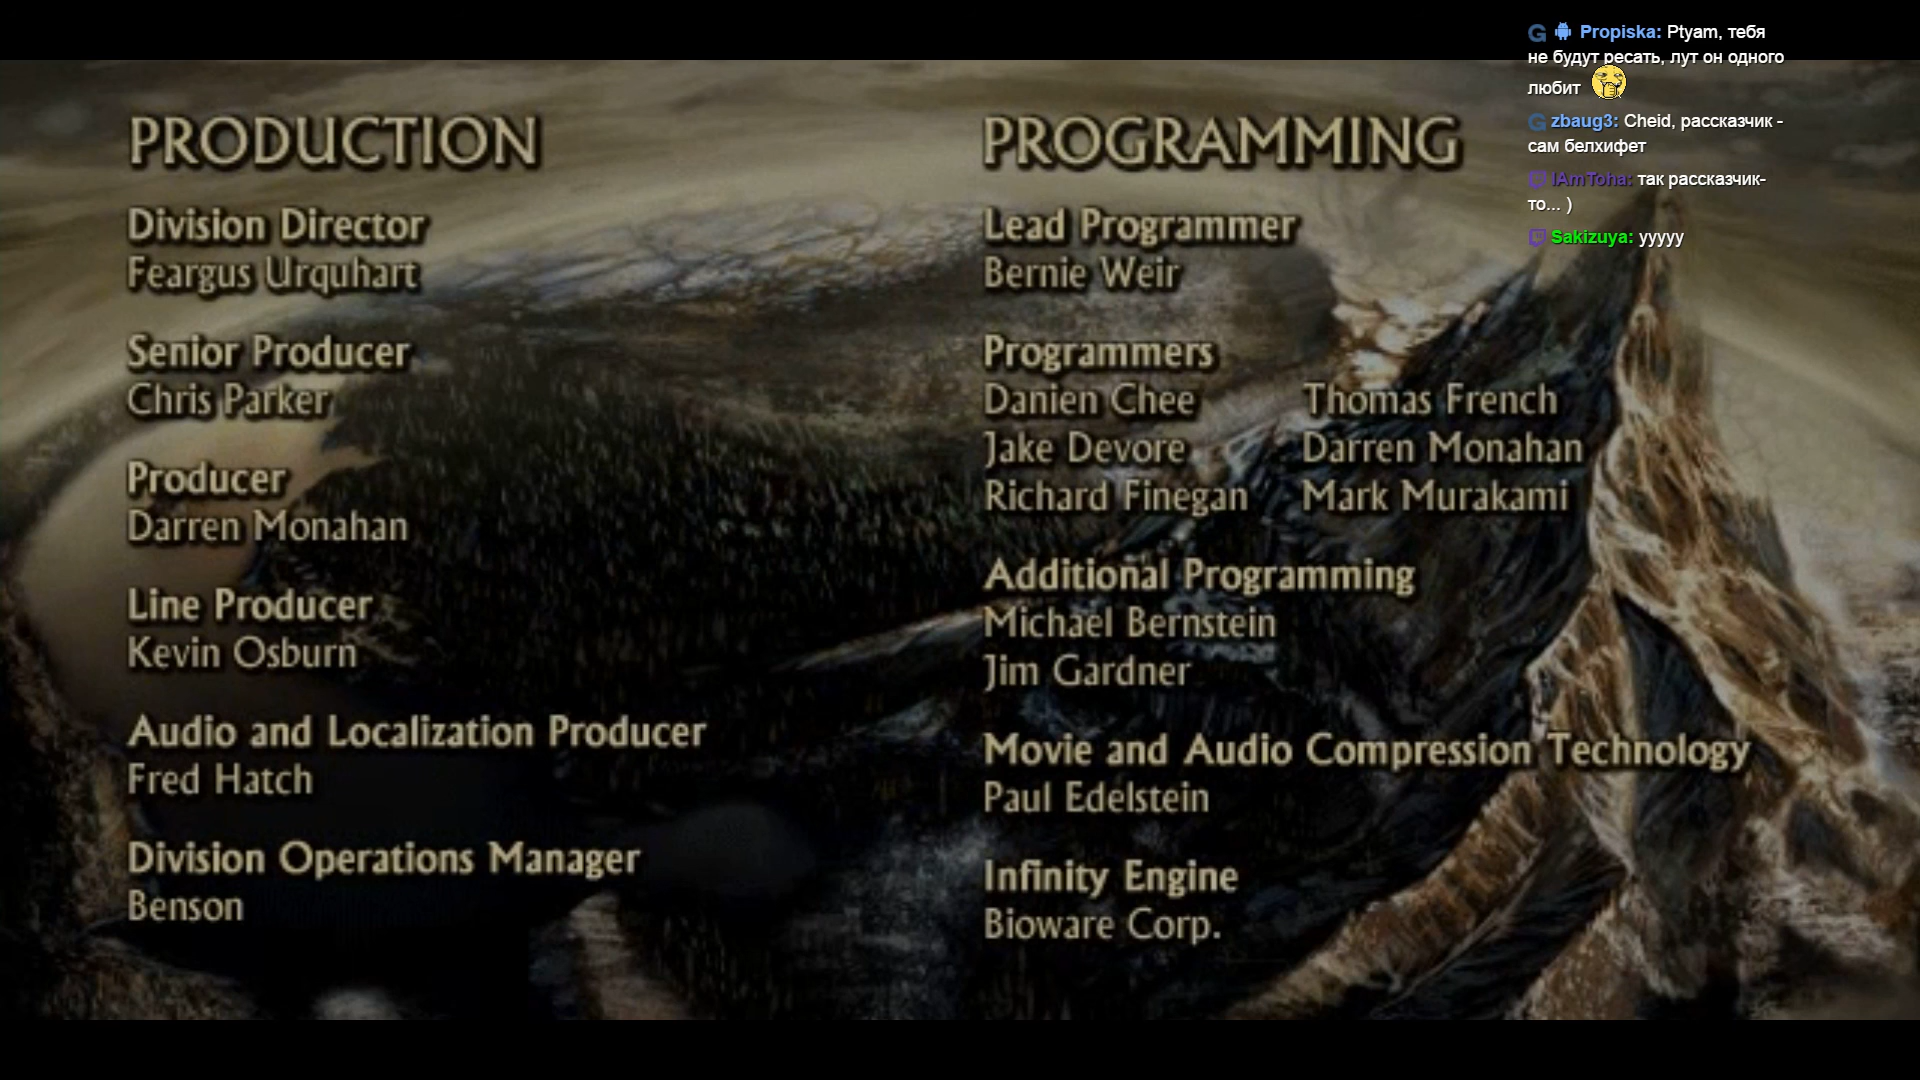 PRODUCTION
Division Director
Feargus Urquhart
Senior Producer
Chris Parker
Producer
Darren Monahan
Line Producer
Kevin Osburn
Audio and Localization Producer
Fred Hatch
Division Operations Manager
Benson
PROGRAMMING
Lead Programmer
Bernie Weir
Programmers
Danien Chee
Thomas French
Jake Devore
Darren Monahan
Richard Finegan
Mark Murakami
Additional Programming
Michael Bernstein
Jim Gardner
Movie and Audio Compression Technology
Paul Edelstein
Infinity Engine
Bioware Corp.
Propiska: Ptyam, тебя
не будут ресать, лут он одного
любит
zbaug3: Cheid, рассказчик -
сам белхифет
IAmToha: так рассказчик-
то... )
Sakizuya: yyyyy